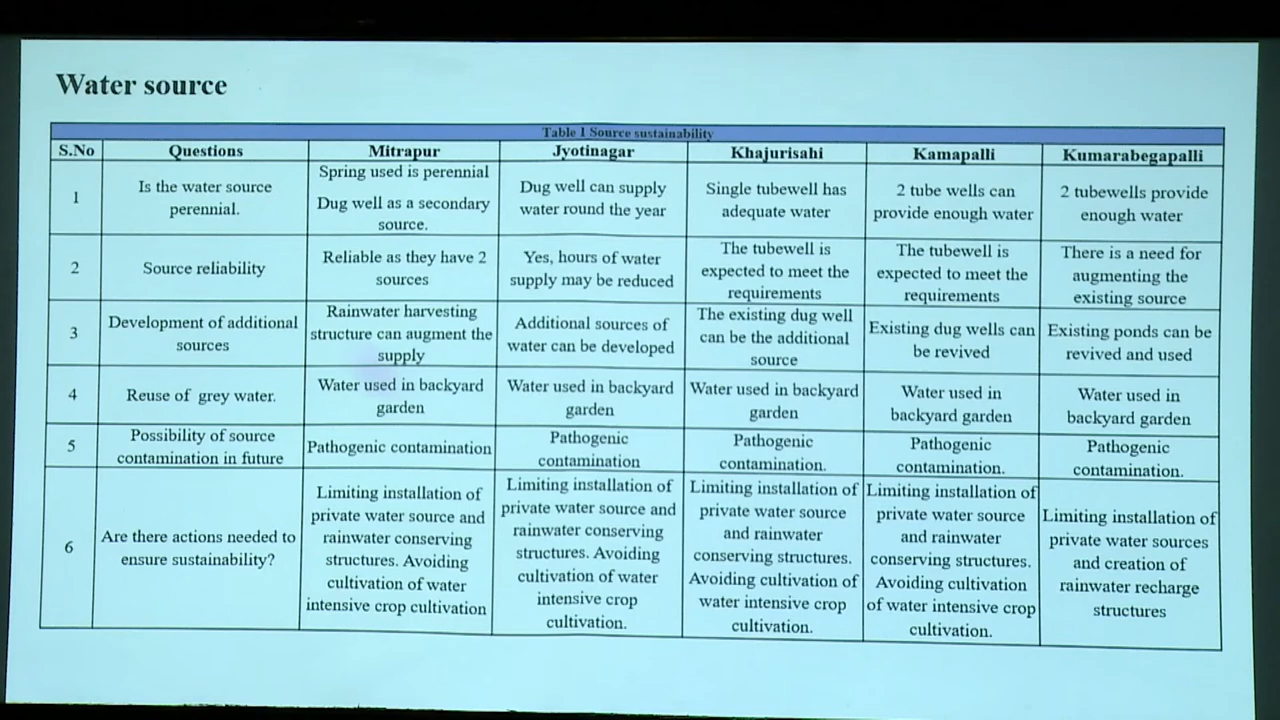 Water source
Table 1 Source sustainability
S.No Questions Mitrapur Jyotinagar Khajurisahi Kamapalli Kumarabegapalli
1
Is the water source
perennial.
Spring used is perennial
Dug well as a secondary
source.
Dug well can supply
water round the year
Single tubewell has
adequate water
2 tube wells can
provide enough water
2 tubewells provide
enough water
2
Source reliability
Reliable as they have 2
sources
Yes, hours of water
supply may be reduced
The tubewell is
expected to meet the
requirements
The tubewell is
expected to meet the
requirements
There is a need for
augmenting the
existing source
3
Development of additional
sources
Rainwater harvesting
structure can augment the
supply
Additional sources of
water can be developed
The existing dug well
can be the additional
source
Existing dug wells can
be revived
Existing ponds can be
revived and used
4
Reuse of grey water.
Water used in backyard
garden
Water used in backyard
garden
Water used in backyard
garden
Water used in
backyard garden
Water used in
backyard garden
5
Possibility of source
contamination in future
Pathogenic contamination
Pathogenic
contamination
Pathogenic
contamination.
Pathogenic
contamination.
Pathogenic
contamination.
6
Are there actions needed to
ensure sustainability?
Limiting installation of
private water source and
rainwater conserving
structures. Avoiding
cultivation of water
intensive crop cultivation
Limiting installation of
private water source and
rainwater conserving
structures. Avoiding
cultivation of water
intensive crop
cultivation.
Limiting installation of
private water source
and rainwater
conserving structures.
Avoiding cultivation of
water intensive crop
cultivation.
Limiting installation of
private water source
and rainwater
conserving structures.
Avoiding cultivation
of water intensive crop
cultivation.
Limiting installation of
private water sources
and creation of
rainwater recharge
structures